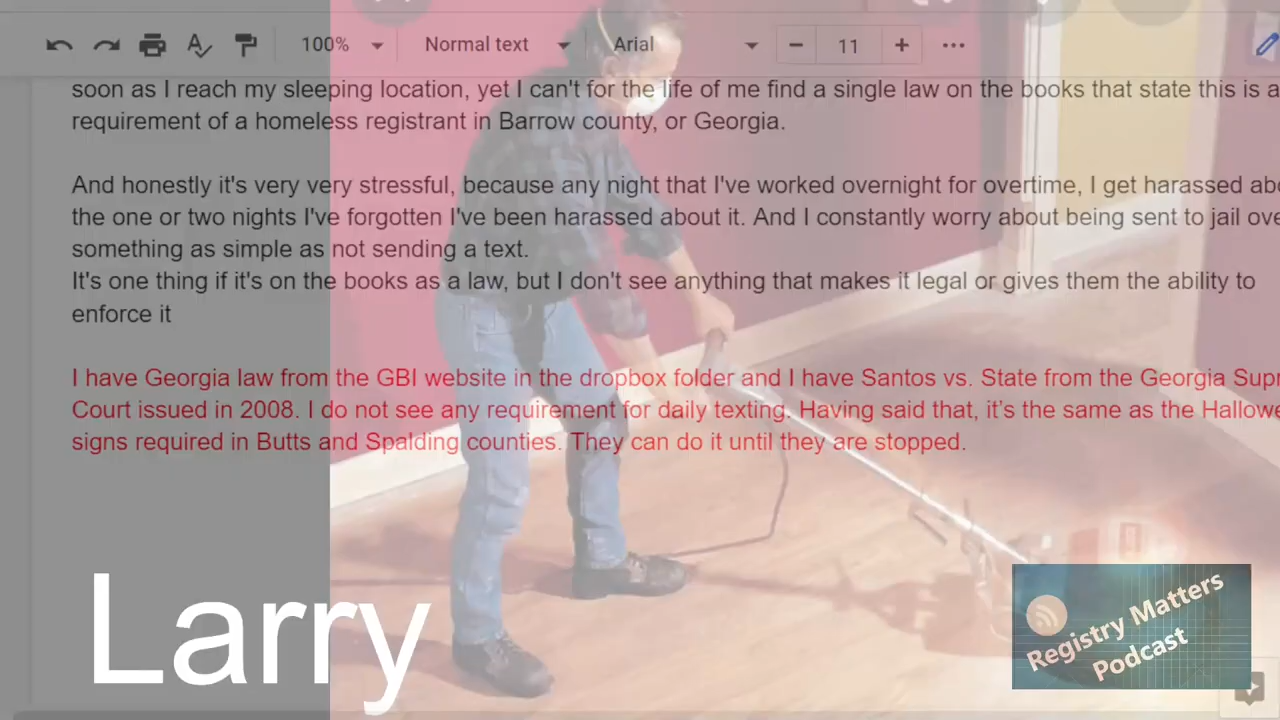 100% Normal text Arial 11
soon as I reach my sleeping location, yet I can't for the life of me find a single law on the books that state this is a
requirement of a homeless registrant in Barrow county, or Georgia.
And honestly it's very very stressful, because any night that I've worked overnight for overtime, I get harassed
the one or two nights I've forgotten I've been harassed about it. And I constantly worry about being sent to jail
something as simple as not sending a text.
It's one thing if it's on the books as a law, but I don't see anything that makes it legal or gives them the ability to
enforce it
I have Georgia law from the GBI website in the dropbox folder and I have Santos vs. State from the Georgia
Court issued in 2008. I do not see any requirement for daily texting. Having said that, it's the same as the
signs required in Butts and Spalding counties. They can do it until they are stopped.
Larry
Registry Matters
Podcast